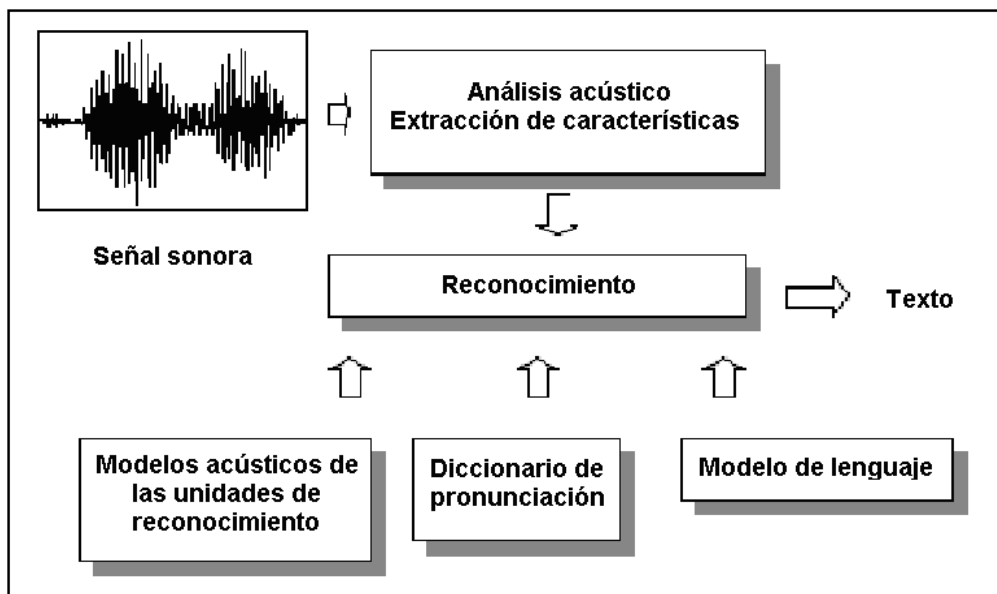 Análisis acústico
Extracción de características
Señal sonora
Reconocimiento
Texto
Modelos acústicos de
las unidades de
reconocimiento
Diccionario de
pronunciación
Modelo de lenguaje